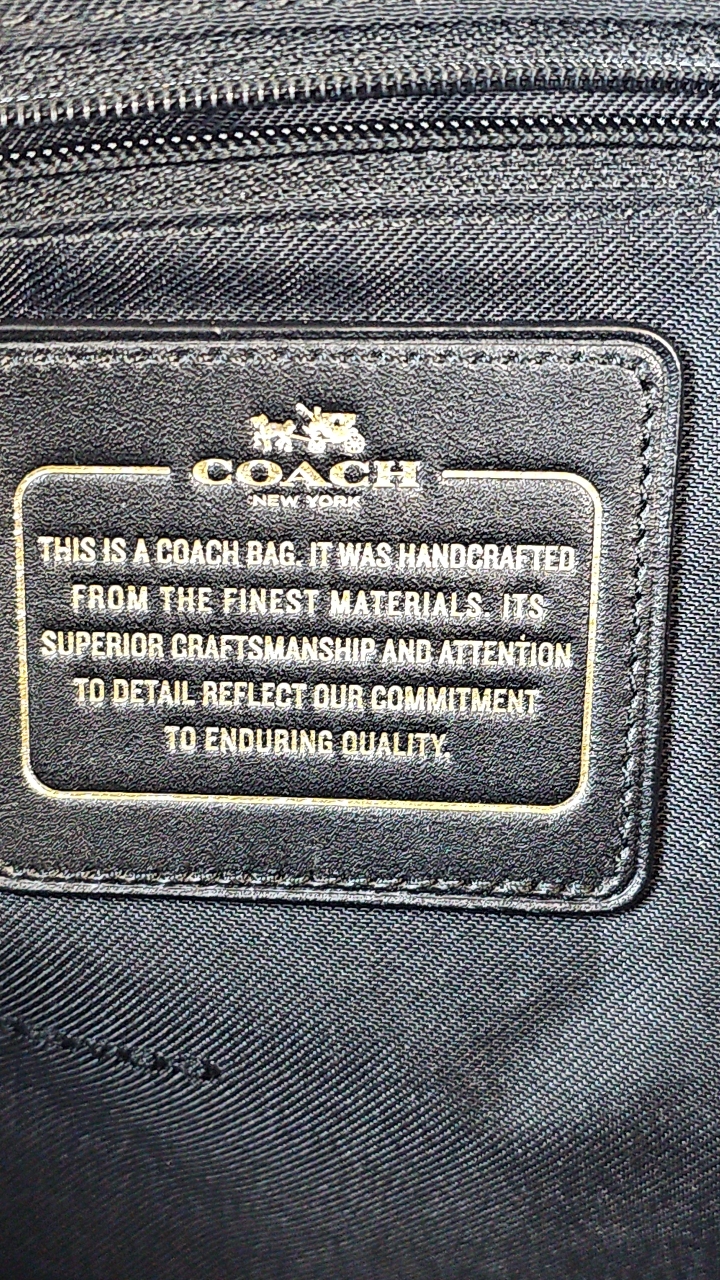 COACH
NEW YORK
THIS IS A COACH BAG. IT WAS HANDCRAFTED
FROM THE FINEST MATERIALS. ITS
SUPERIOR CRAFTSMANSHIP AND ATTENTION
TO DETAIL REFLECT OUR COMMITMENT
TO ENDURING QUALITY.